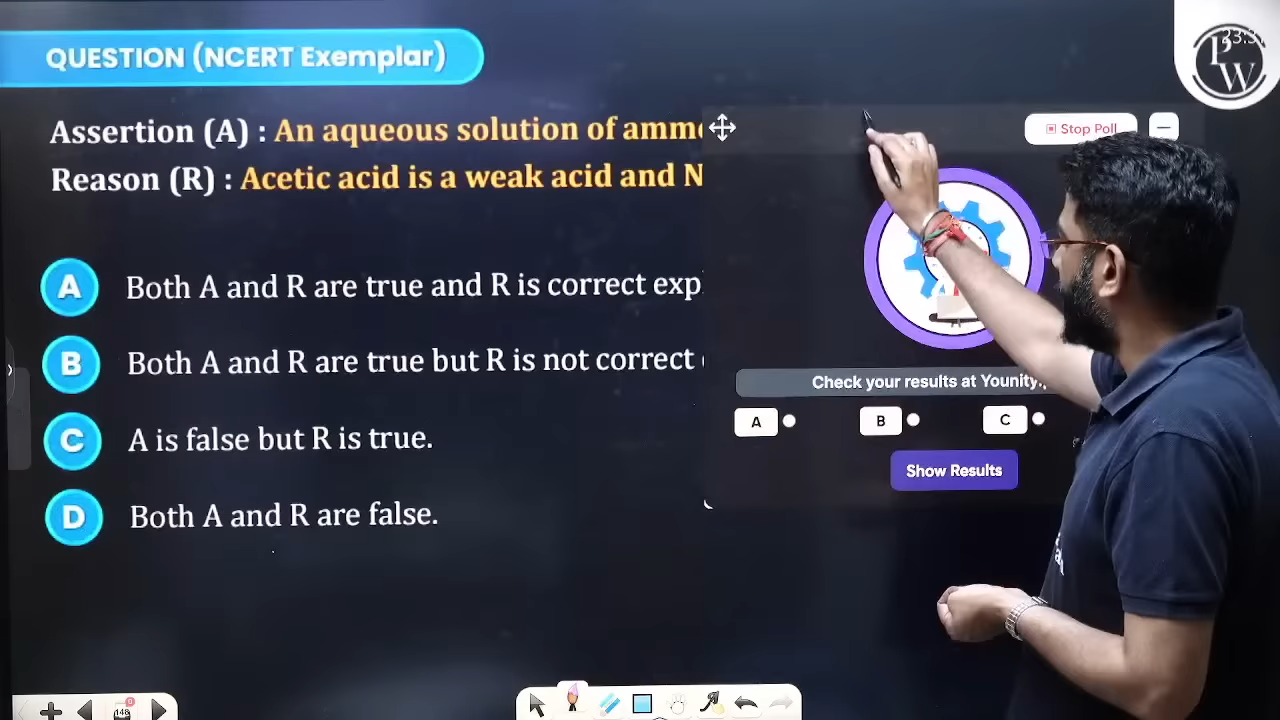 QUESTION (NCERT Exemplar)
Assertion (A) : An aqueous solution of amm
Reason (R) : Acetic acid is a weak acid and N
A Both A and R are true and R is correct exp
B Both A and R are true but R is not correct
C A is false but R is true.
D Both A and R are false.
Stop Poll
Check your results at Younity.
A B C
Show Results
PW
148